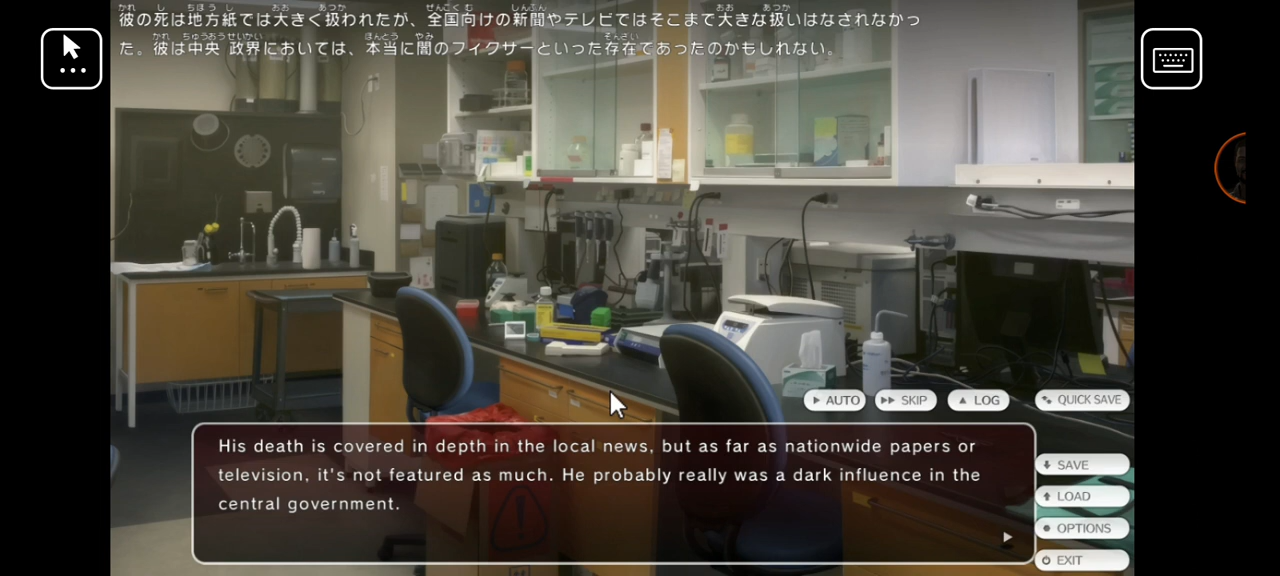 彼の死は地方紙では大きく扱われたが、全国向けの新聞やテレビではそこまで大きな扱いはなされなかっ
た。彼は中央 政界においては、本当に闇のフィクサーといった存在であったのかもしれない。
AUTO
SKIP
LOG
QUICK SAVE
His death is covered in depth in the local news, but as far as nationwide papers or
television, it's not featured as much. He probably really was a dark influence in the
central government.
SAVE
LOAD
OPTIONS
EXIT